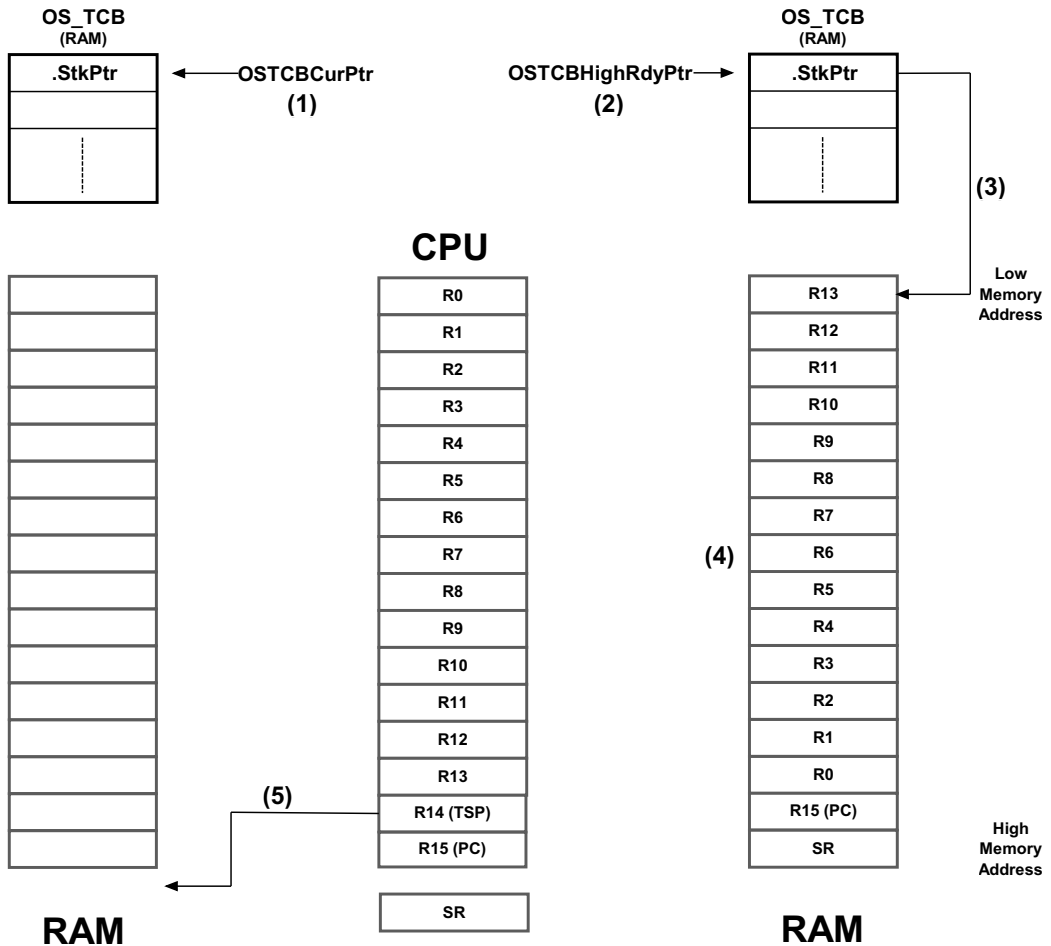 OS_TCB
(RAM)
.StkPtr
OSTCBCurPtr
(1)
OSTCBHighRdyPtr
(2)
OS_TCB
(RAM)
.StkPtr
(3)
CPU
R0
R1
R2
R3
R4
R5
R6
R7
R8
R9
R10
R11
R12
R13
R14 (TSP)
R15 (PC)
SR
(4)
R13
R12
R11
R10
R9
R8
R7
R6
R5
R4
R3
R2
R1
R0
R15 (PC)
SR
Low
Memory
Address
High
Memory
Address
(5)
RAM
RAM